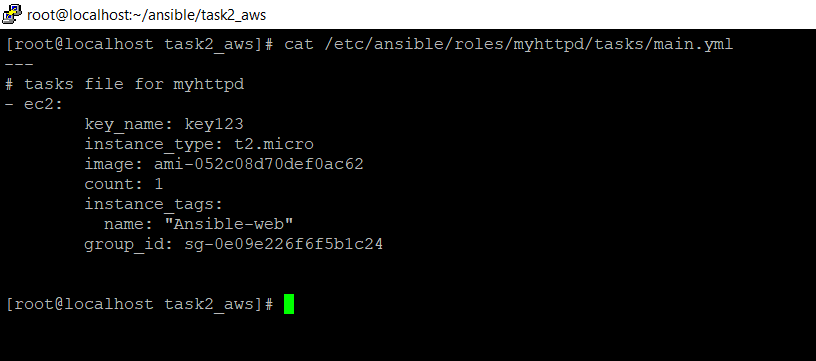 root@localhost:~/ansible/task2_aws
[root@localhost task2_aws]# cat /etc/ansible/roles/myhttpd/tasks/main.yml
---
# tasks file for myhttpd
- ec2:
        key_name: key123
        instance_type: t2.micro
        image: ami-052c08d70def0ac62
        count: 1
        instance_tags:
          name: "Ansible-web"
        group_id: sg-0e09e226f6f5b1c24
[root@localhost task2_aws]#